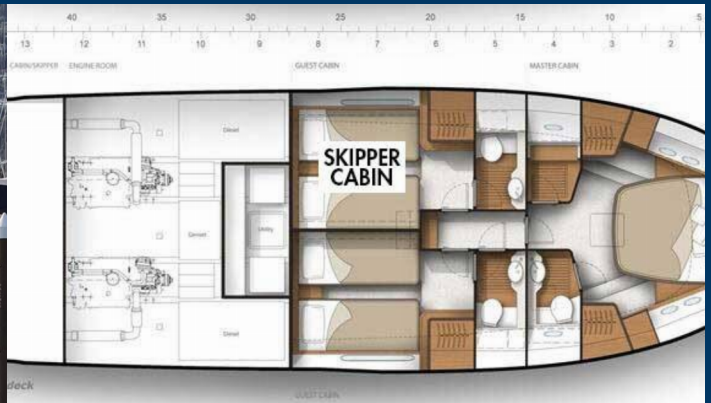 40 35 30 25 20 15 10 5
13 12 11 10 9 8 7 6 5 4 3 2
CABIN/SKIPPER ENGINE ROOM GUEST CABIN MASTER CABIN
Diesel
SKIPPER
CABIN
Genset
Utility
Diesel
deck
GUEST CABIN